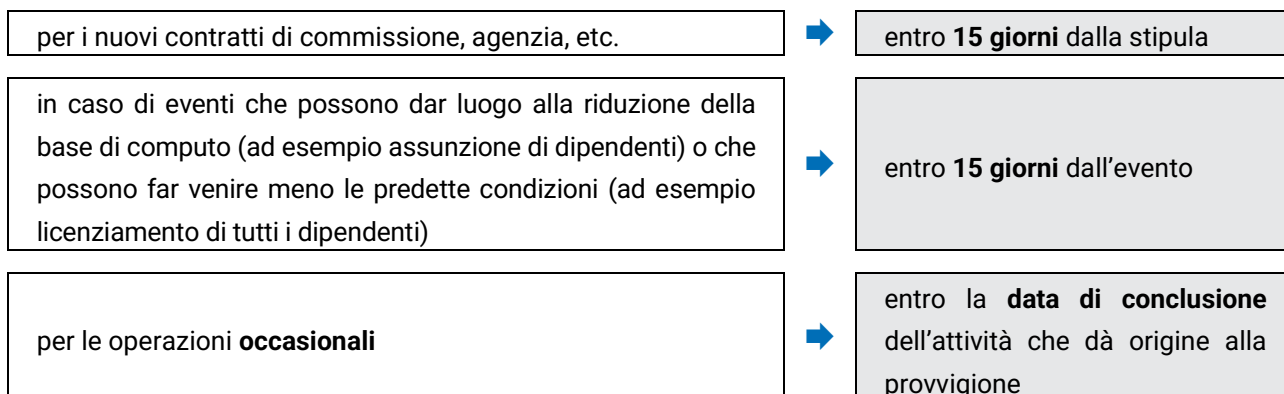 per i nuovi contratti di commissione, agenzia, etc.
entro 15 giorni dalla stipula
in caso di eventi che possono dar luogo alla riduzione della
base di computo (ad esempio assunzione di dipendenti) o che
possono far venire meno le predette condizioni (ad esempio
licenziamento di tutti i dipendenti)
entro 15 giorni dall’evento
per le operazioni occasionali
entro la data di conclusione
dell’attività che dà origine alla
provvigione